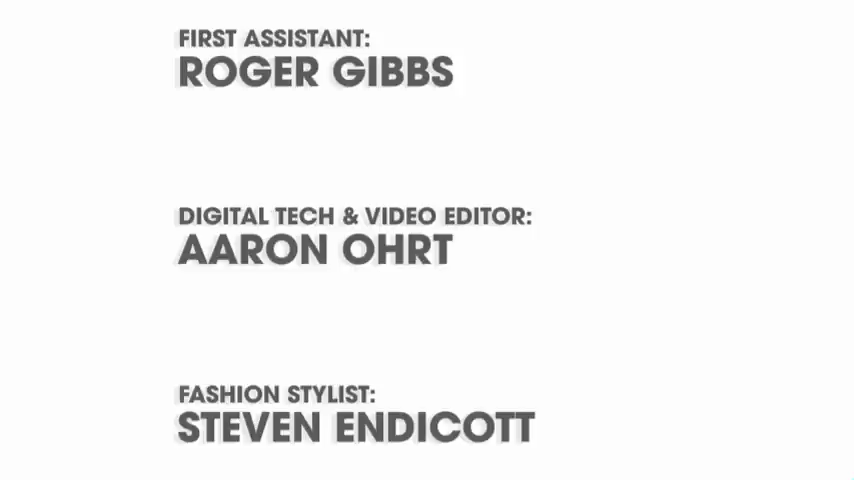 FIRST ASSISTANT:
ROGER GIBBS
DIGITAL TECH & VIDEO EDITOR:
AARON OHRT
FASHION STYLIST:
STEVEN ENDICOTT